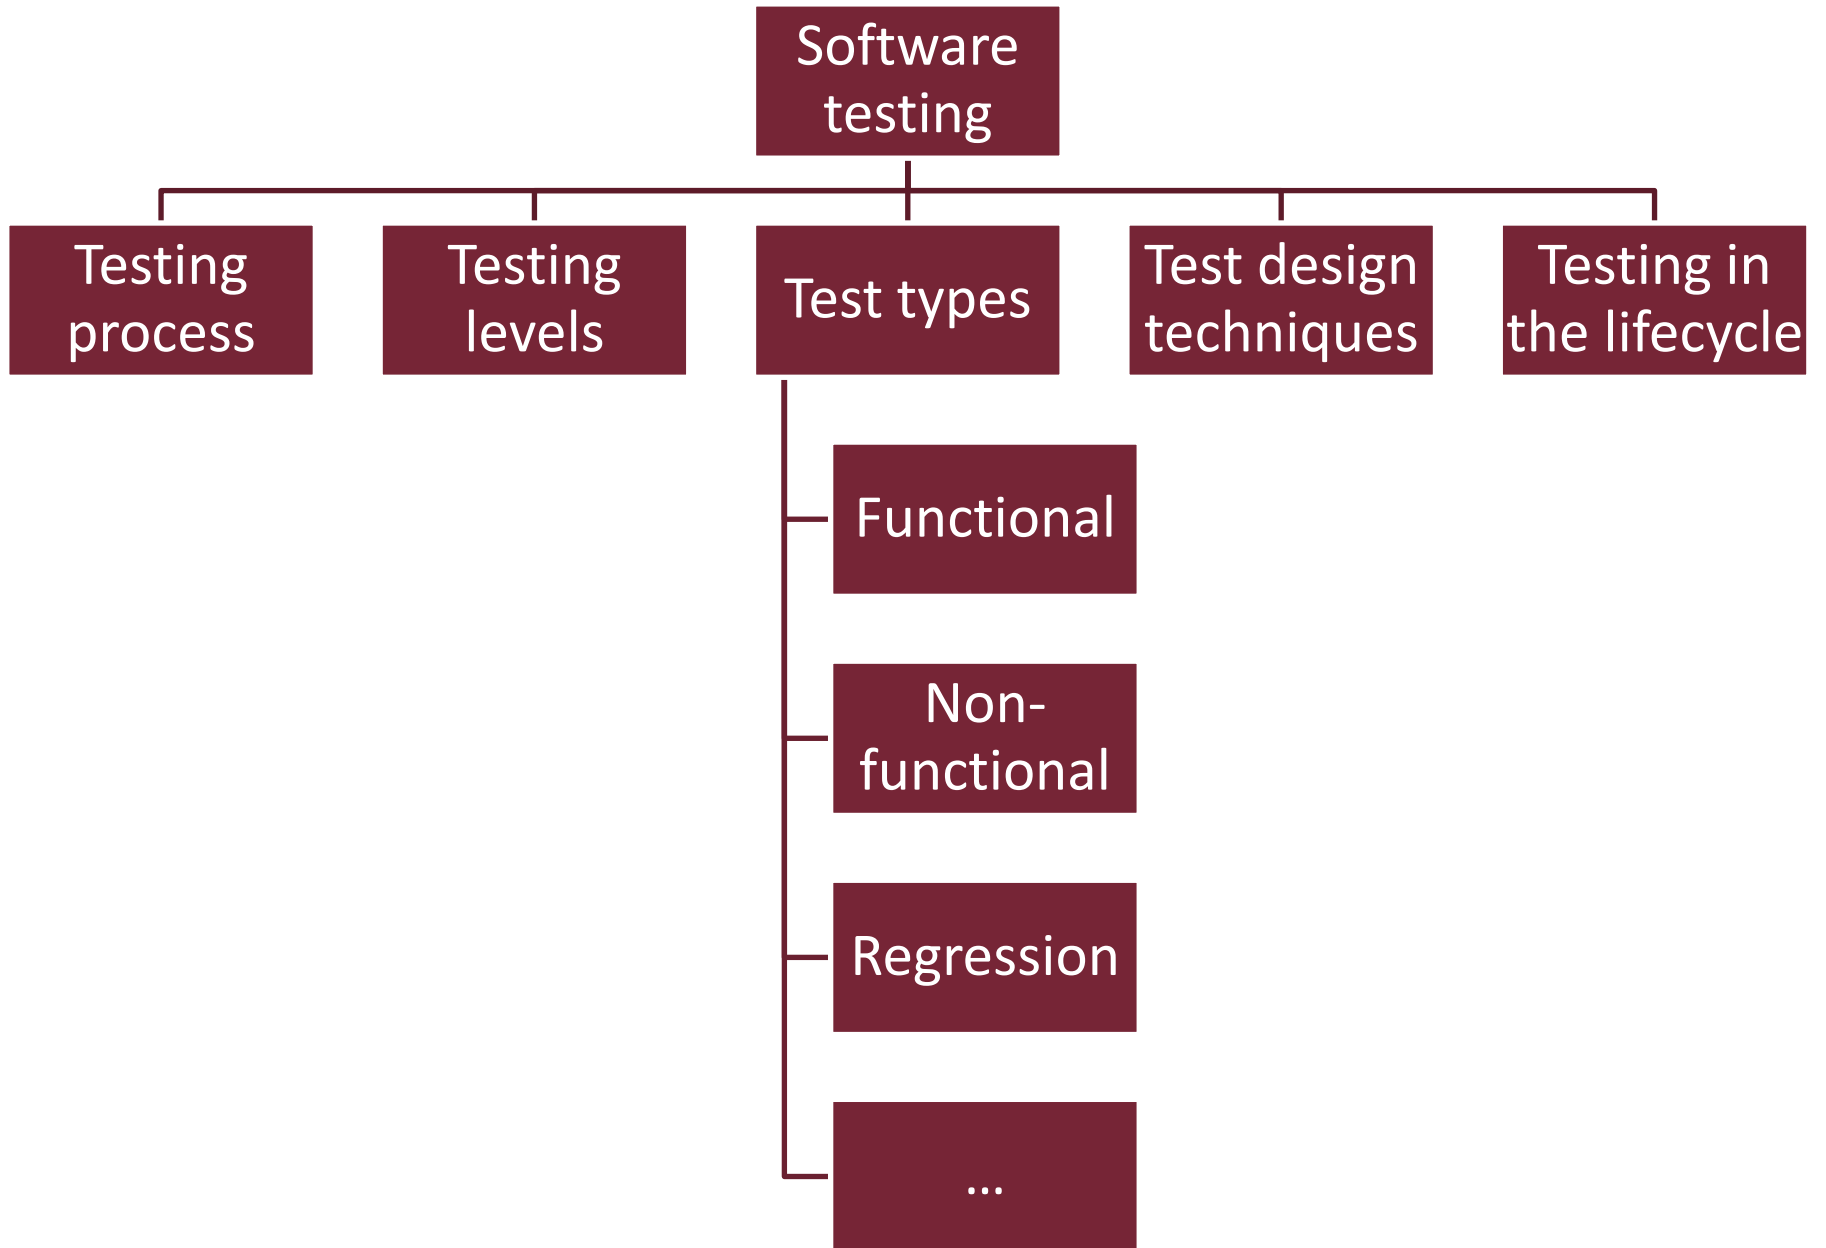 Software
testing
Testing
process
Testing
levels
Test types
Test design
techniques
Testing in
the lifecycle
Functional
Non-
functional
Regression
...